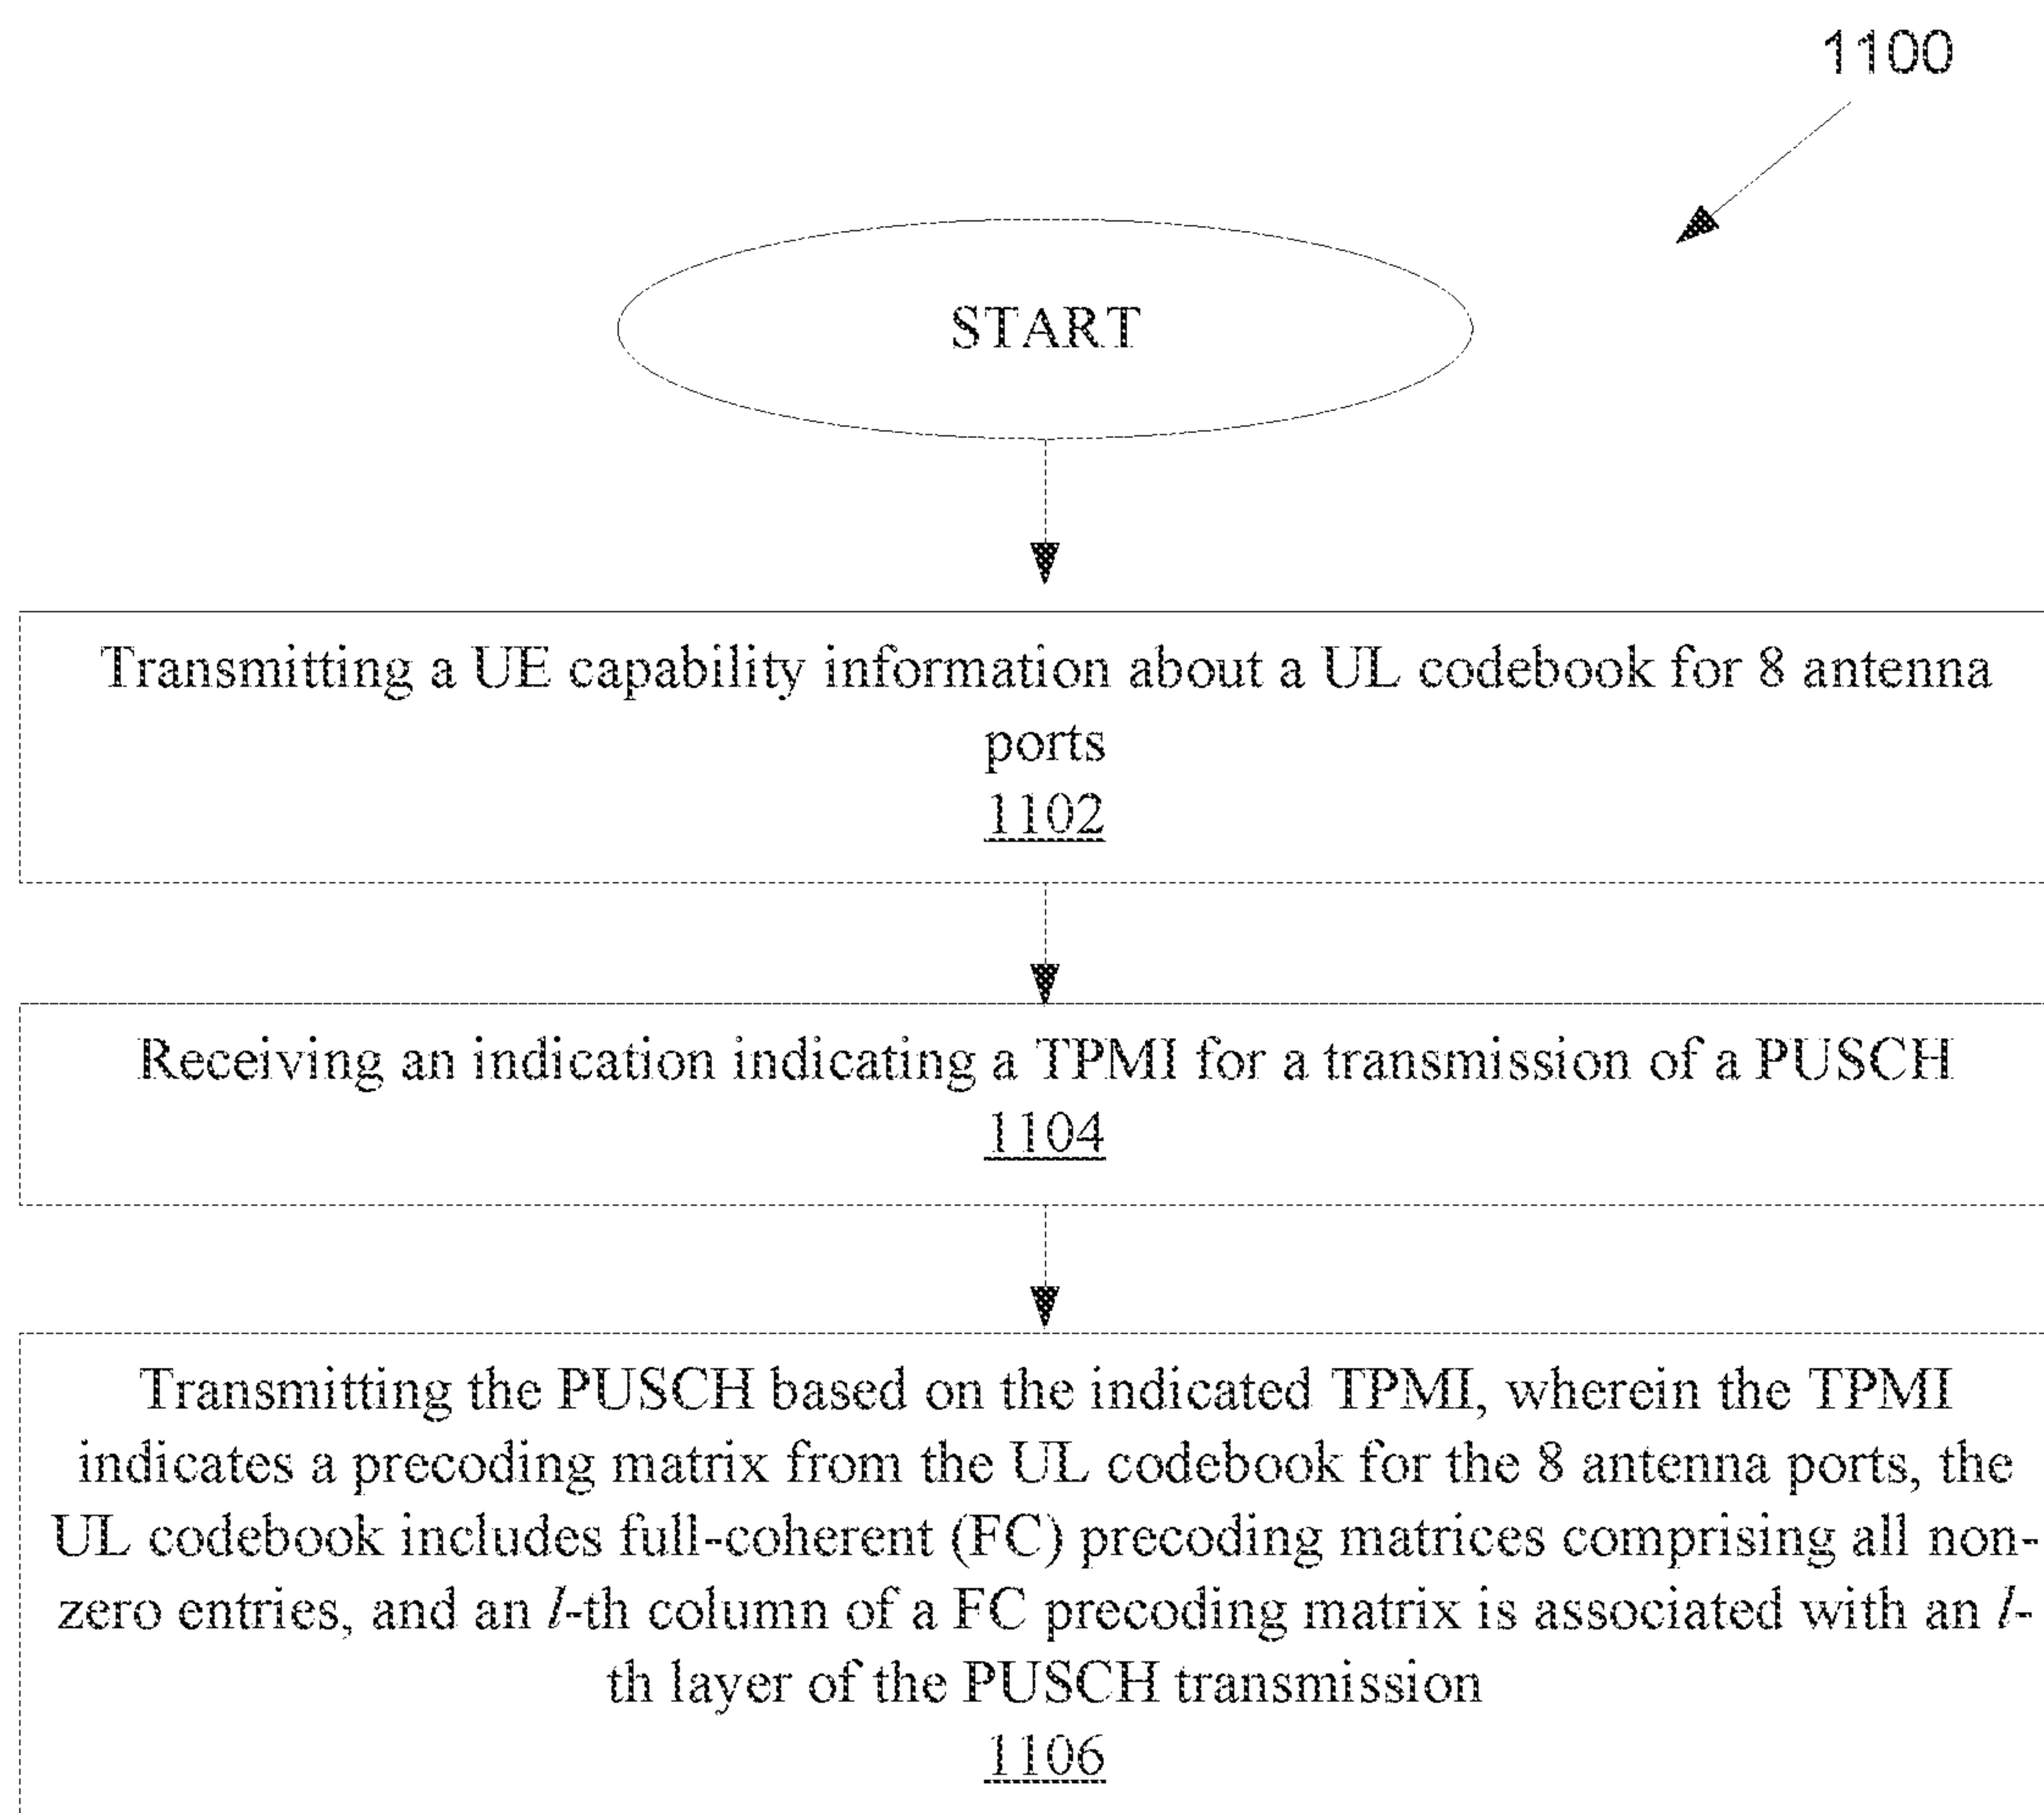 1100
START
Transmitting a UE capability information about a UL codebook for 8 antenna
ports
1102
Receiving an indication indicating a TPMI for a transmission of a PUSCH
1104
Transmitting the PUSCH based on the indicated TPMI, wherein the TPMI
indicates a precoding matrix from the UL codebook for the 8 antenna ports, the
UL codebook includes full-coherent (FC) precoding matrices comprising all non-
zero entries, and an l-th column of a FC precoding matrix is associated with an l-
th layer of the PUSCH transmission
1106